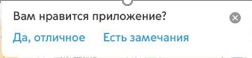 Вам нравится приложение?
Да, отличное Есть замечания